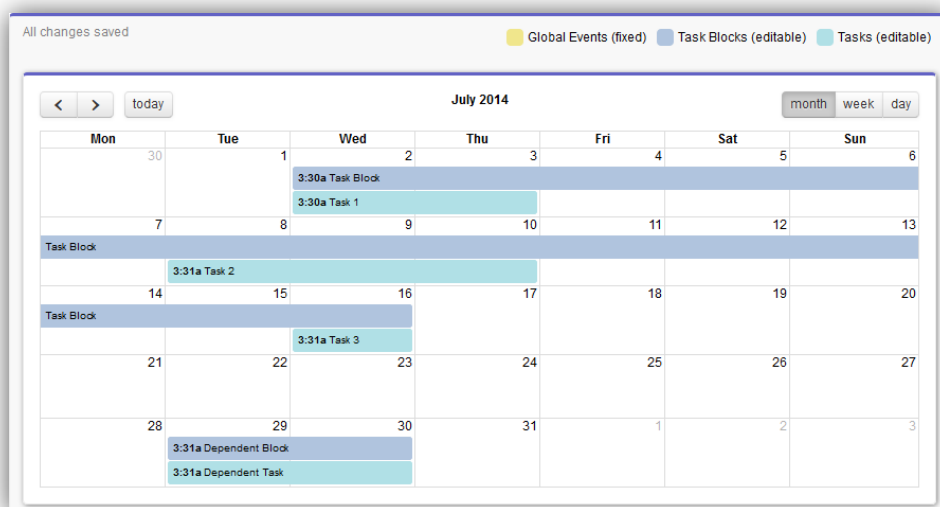 All changes saved
Global Events (fixed) Task Blocks (editable) Tasks (editable)
today July 2014 month week day
Mon Tue Wed Thu Fri Sat Sun
30 1 2 3 4 5 6
3:30a Task Block
3:30a Task 1
7 8 9 10 11 12 13
Task Block
3:31a Task 2
14 15 16 17 18 19 20
Task Block
3:31a Task 3
21 22 23 24 25 26 27
28 29 30 31 1 2 3
3:31a Dependent Block
3:31a Dependent Task